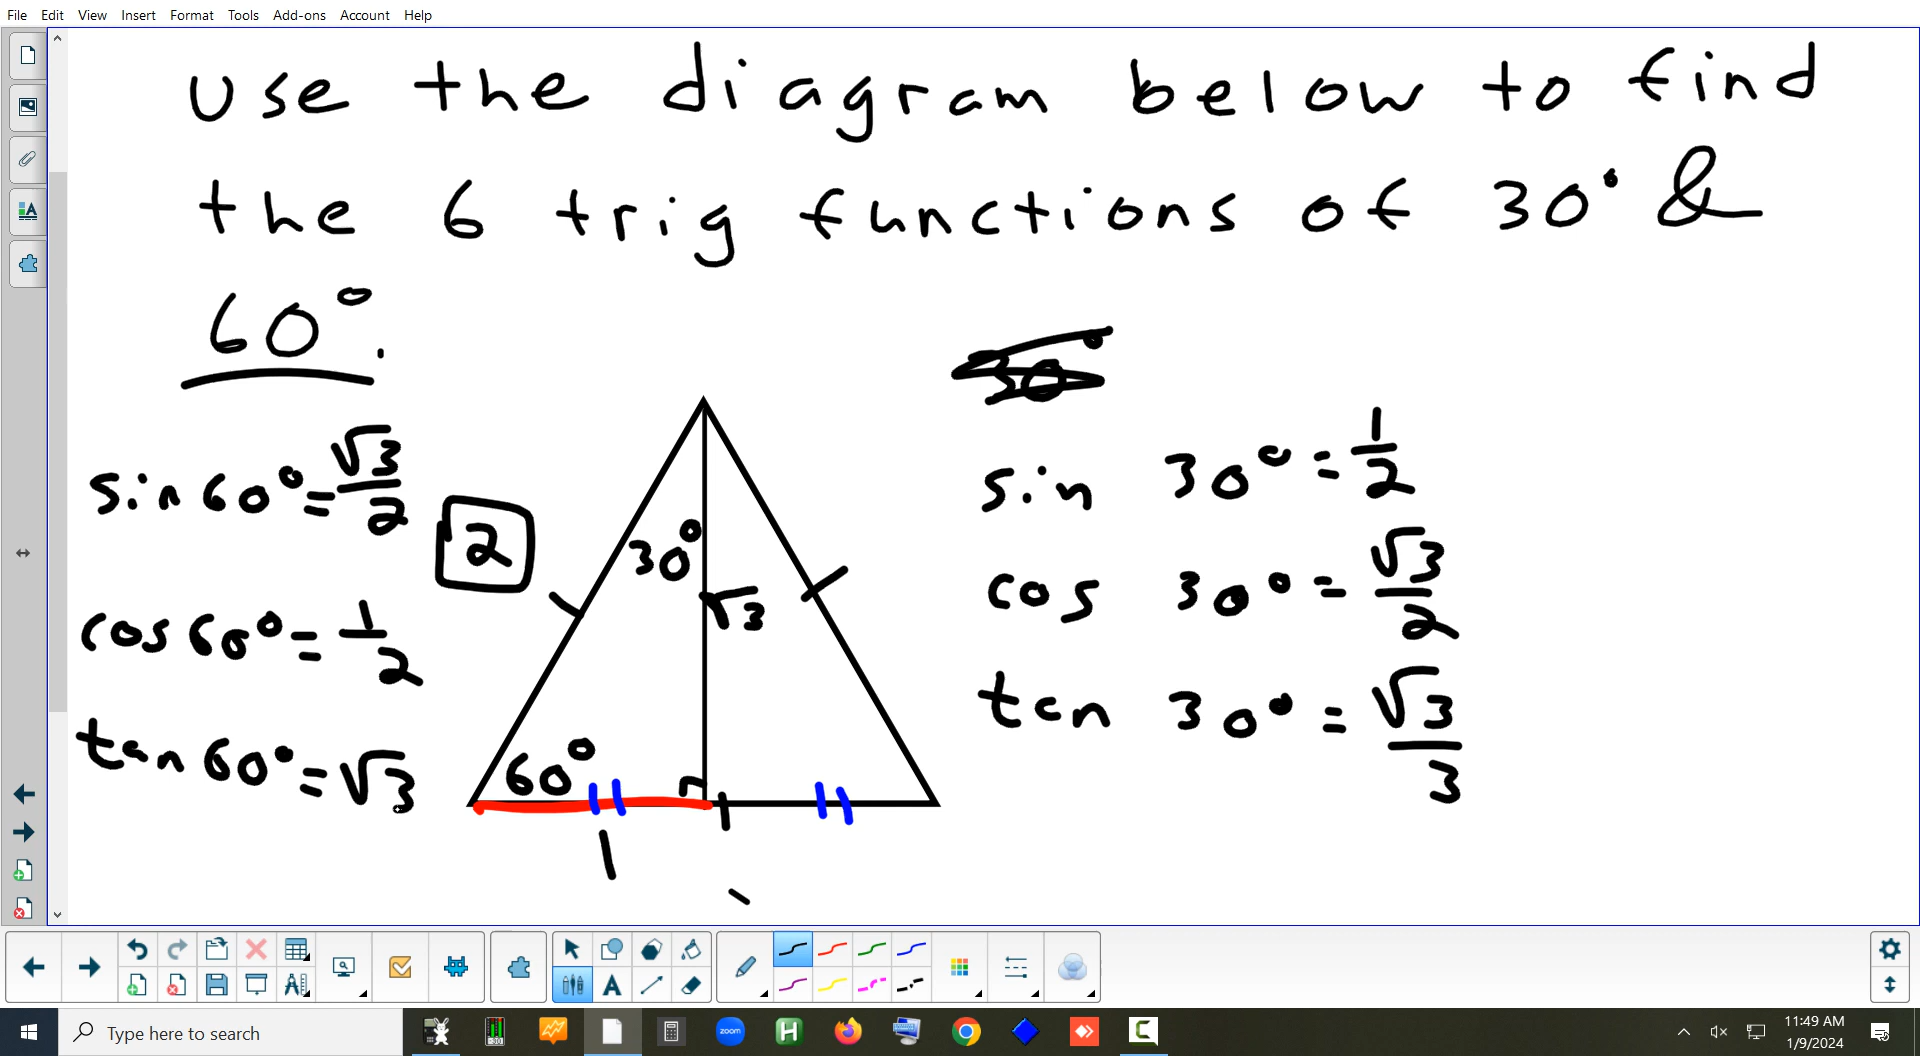 File Edit View Insert Format Tools Add-ons Account Help
Use the diagram below to find
the 6 trig functions of 30° &
60°.
30°
sin 60° = √3/2
cos 60° = 1/2
tan 60° = √3
2
30°
√3
60°
1
sin 30° = 1/2
cos 30° = √3/2
tan 30° = √3/3
Type here to search
zoom
11:49 AM
1/9/2024